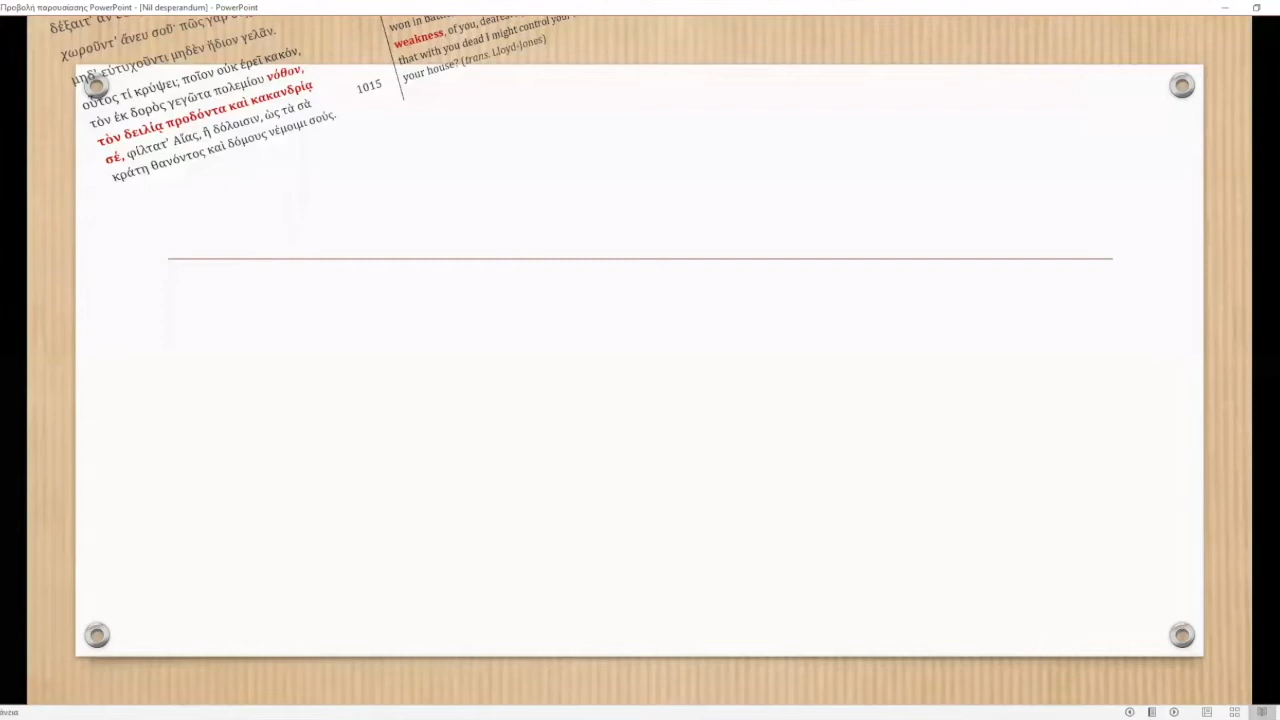 Προβολή παρουσίασης PowerPoint - [Nil desperandum] - PowerPoint
δέξαιτ' ἂν
χωροῦντ' ἄνευ σοῦ· πῶς γὰρ
μηδ' εὐτυχοῦντι μηδὲν ἥδιον γελᾶν.
οὗτος τί κρύψει; ποῖον οὐκ ἐρεῖ κακόν,
τὸν ἐκ δορὸς γεγῶτα πολεμίου νόθον,
τὸν δειλίᾳ προδόντα καὶ κακανδρίᾳ
σέ, φίλτατ' Αἴας, ἢ δόλοισιν, ὡς τὰ σὰ
κράτη θανόντος καὶ δόμους νέμοιμι σούς.
1015
won in
weakness, of you, dearest
that with you dead I might control your
your house? (trans. Lloyd-Jones)
άνεια